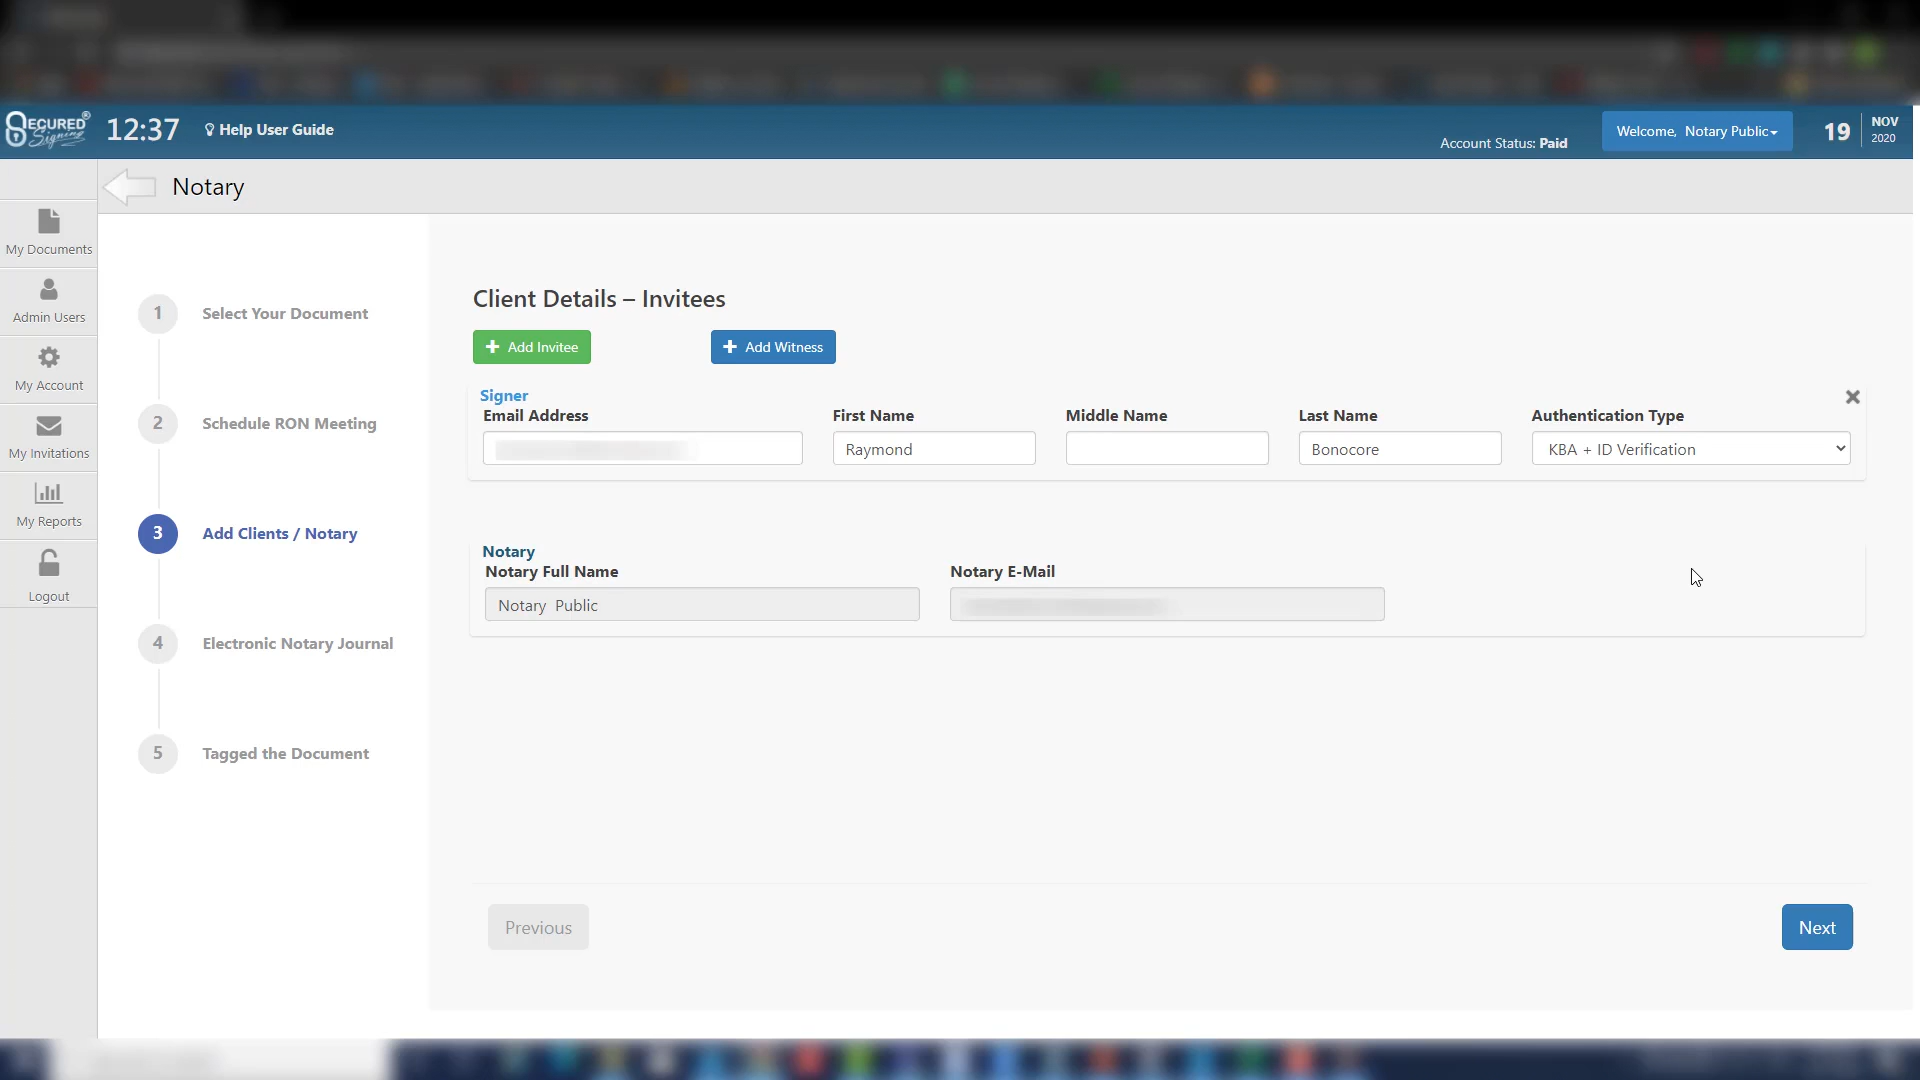 SECURED
Signing
12:37
Help User Guide
Account Status: Paid
Welcome, Notary Public
19
NOV
2020
Notary
My Documents
Admin Users
My Account
My Invitations
My Reports
Logout
1 Select Your Document
2 Schedule RON Meeting
3 Add Clients / Notary
4 Electronic Notary Journal
5 Tagged the Document
Client Details – Invitees
Add Invitee
Add Witness
Signer
Email Address First Name Middle Name Last Name Authentication Type
Raymond Bonocore KBA + ID Verification
Notary
Notary Full Name Notary E-Mail
Notary Public
Previous
Next